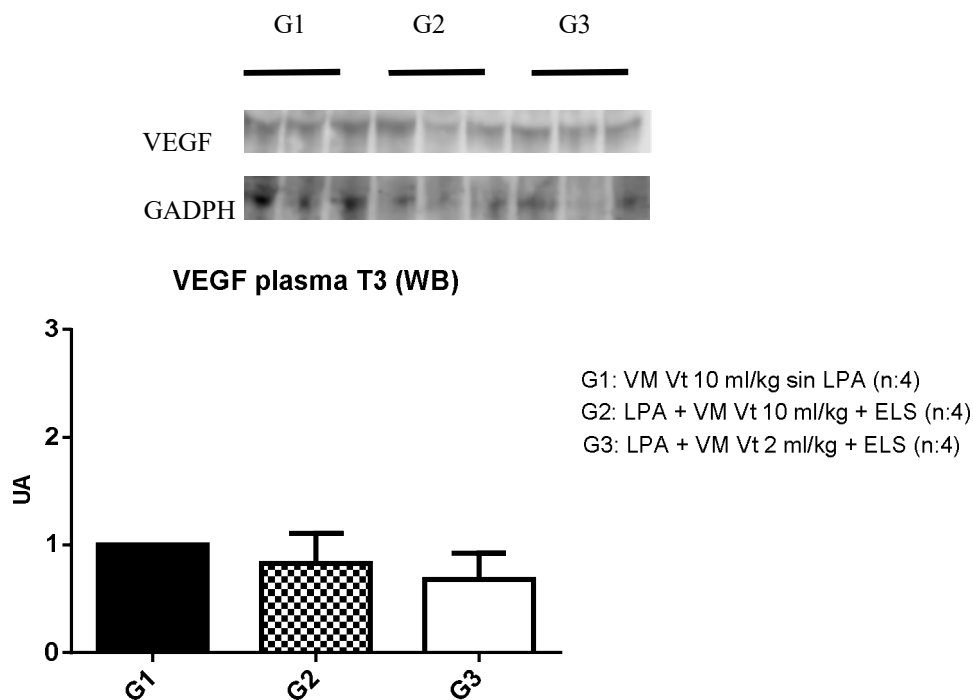 G1 G2 G3
VEGF
GADPH
VEGF plasma T3 (WB)
3
2
1
0
UA
G1 G2 G3
G1: VM Vt 10 ml/kg sin LPA (n:4)
G2: LPA + VM Vt 10 ml/kg + ELS (n:4)
G3: LPA + VM Vt 2 ml/kg + ELS (n:4)